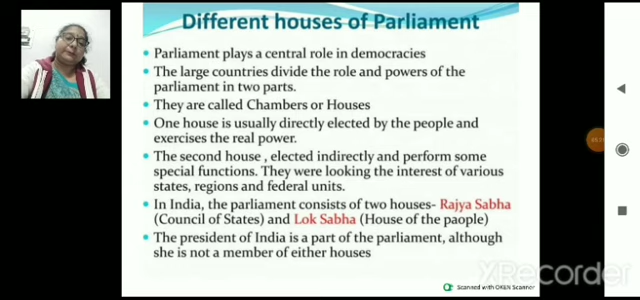 Different houses of Parliament
• Parliament plays a central role in democracies
• The large countries divide the role and powers of the
parliament in two parts.
• They are called Chambers or Houses
• One house is usually directly elected by the people and
exercises the real power.
• The second house , elected indirectly and perform some
special functions. They were looking the interest of various
states, regions and federal units.
• In India, the parliament consists of two houses- Rajya Sabha
(Council of States) and Lok Sabha (House of the paople)
• The president of India is a part of the parliament, although
she is not a member of either houses
Scanned with OKEN Scanner
XRecorder